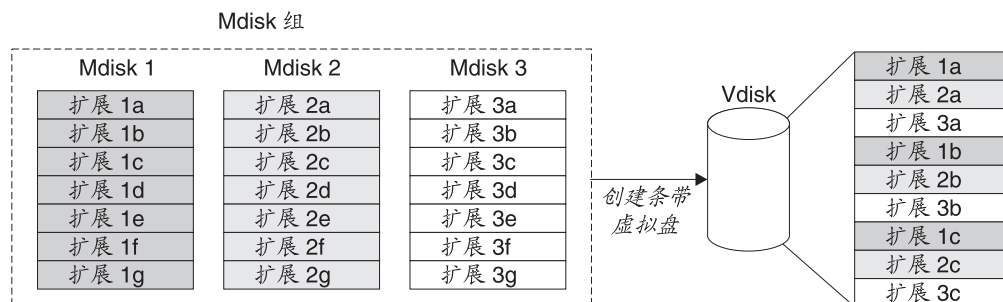 Mdisk 组
Mdisk 1
扩展 1a
扩展 1b
扩展 1c
扩展 1d
扩展 1e
扩展 1f
扩展 1g
Mdisk 2
扩展 2a
扩展 2b
扩展 2c
扩展 2d
扩展 2e
扩展 2f
扩展 2g
Mdisk 3
扩展 3a
扩展 3b
扩展 3c
扩展 3d
扩展 3e
扩展 3f
扩展 3g
创建条带
虚拟盘
Vdisk
扩展 1a
扩展 2a
扩展 3a
扩展 1b
扩展 2b
扩展 3b
扩展 1c
扩展 2c
扩展 3c